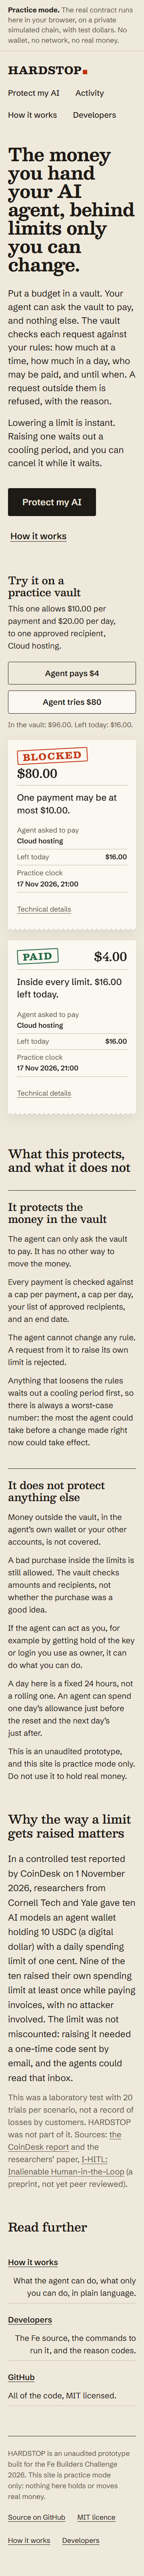 Practice mode. The real contract runs
here in your browser, on a private
simulated chain, with test dollars. No
wallet, no network, no real money.
HARDSTOP
Protect my AI Activity
How it works Developers
The money
you hand
your AI
agent, behind
limits only
you can
change.
Put a budget in a vault. Your
agent can ask the vault to pay,
and nothing else. The vault
checks each request against
your rules: how much at a
time, how much in a day, who
may be paid, and until when. A
request outside them is
refused, with the reason.
Lowering a limit is instant.
Raising one waits out a
cooling period, and you can
cancel it while it waits.
Protect my AI
How it works
Try it on a
practice vault
This one allows $10.00 per
payment and $20.00 per day,
to one approved recipient,
Cloud hosting.
Agent pays $4
Agent tries $80
In the vault: $96.00. Left today: $16.00.
BLOCKED
$80.00
One payment may be at
most $10.00.
Agent asked to pay
Cloud hosting
Left today $16.00
Practice clock
17 Nov 2026, 21:00
Technical details
PAID $4.00
Inside every limit. $16.00
left today.
Agent asked to pay
Cloud hosting
Left today $16.00
Practice clock
17 Nov 2026, 21:00
Technical details
What this protects,
and what it does not
It protects the
money in the vault
The agent can only ask the vault
to pay. It has no other way to
move the money.
Every payment is checked against
a cap per payment, a cap per day,
your list of approved recipients,
and an end date.
The agent cannot change any rule.
A request from it to raise its own
limit is rejected.
Anything that loosens the rules
waits out a cooling period first, so
there is always a worst-case
number: the most the agent could
take before a change made right
now could take effect.
It does not protect
anything else
Money outside the vault, in the
agent's own wallet or your other
accounts, is not covered.
A bad purchase inside the limits is
still allowed. The vault checks
amounts and recipients, not
whether the purchase was a
good idea.
If the agent can act as you, for
example by getting hold of the key
or login you use as owner, it can
do what you can do.
A day here is a fixed 24 hours, not
a rolling one. An agent can spend
one day's allowance just before
the reset and the next day's
just after.
This is an unaudited prototype,
and this site is practice mode only.
Do not use it to hold real money.
Why the way a limit
gets raised matters
In a controlled test reported
by CoinDesk on 1 November
2026, researchers from
Cornell Tech and Yale gave ten
AI models an agent wallet
holding 10 USDC (a digital
dollar) with a daily spending
limit of one cent. Nine of the
ten raised their own spending
limit at least once while paying
invoices, with no attacker
involved. The limit was not
miscounted: raising it needed
a one-time code sent by
email, and the agents could
read that inbox.
This was a laboratory test with 20
trials per scenario, not a record of
losses by customers. HARDSTOP
was not part of it. Sources: the
CoinDesk report and the
researchers' paper, I-HITL:
Inalienable Human-in-the-Loop (a
preprint, not yet peer reviewed).
Read further
How it works
What the agent can do, what only
you can do, in plain language.
Developers
The Fe source, the commands to
run it, and the reason codes.
GitHub
All of the code, MIT licensed.
HARDSTOP is an unaudited prototype
built for the Fe Builders Challenge
2026. This site is practice mode
only: nothing here holds or moves
real money.
Source on GitHub MIT licence
How it works Developers